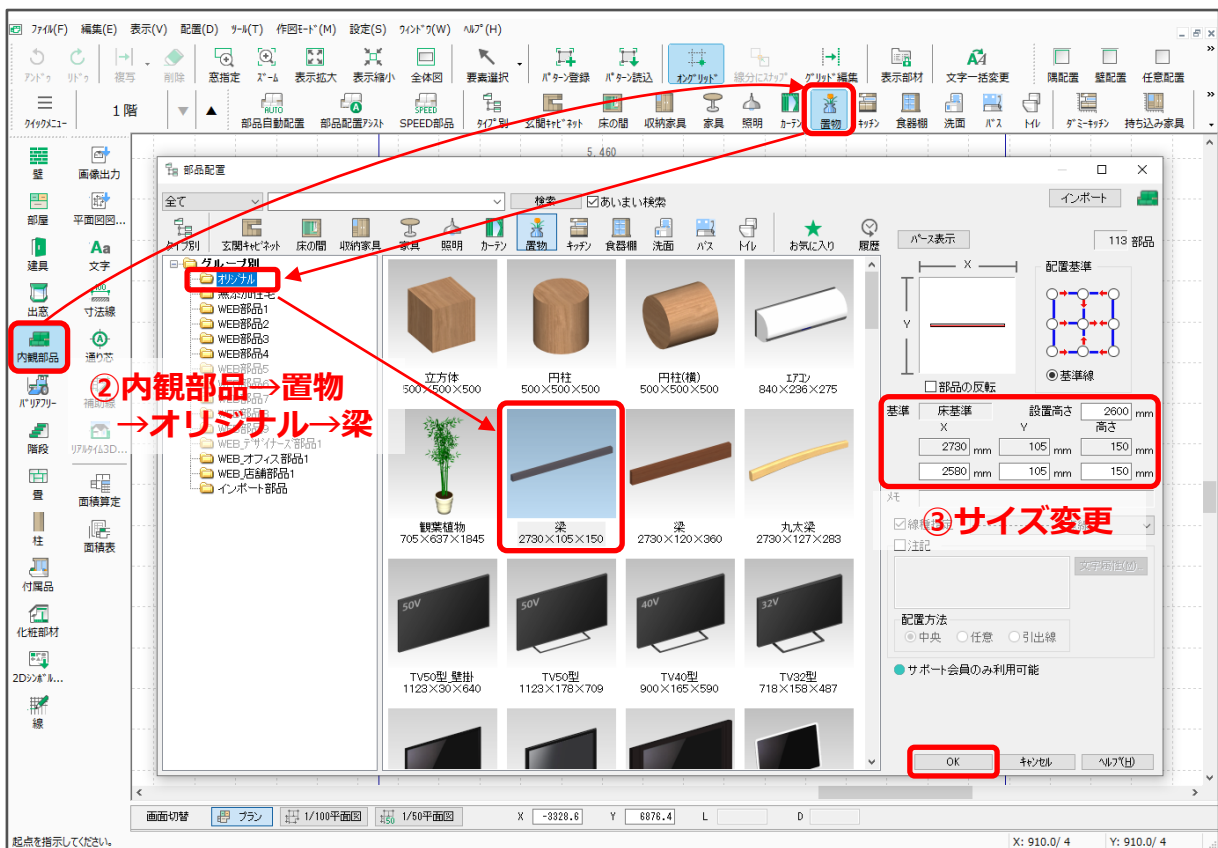 ﾌｧｲﾙ(F) 編集(E) 表示(V) 配置(D) ﾂｰﾙ(T) 作図ﾓｰﾄﾞ(M) 設定(S) ｳｨﾝﾄﾞｳ(W) ﾍﾙﾌﾟ(H)
ｱﾝﾄﾞｩ ﾘﾄﾞｩ 複写 削除 窓指定 ｽﾞｰﾑ 表示拡大 表示縮小 全体図 要素選択 ﾊﾟﾀｰﾝ登録 ﾊﾟﾀｰﾝ読込 ｵﾝｸﾞﾘｯﾄﾞ 線分にｽﾅｯﾌﾟ ｸﾞﾘｯﾄﾞ編集 表示部材 文字一括変更 隅配置 壁配置 任意配置
ｸｲｯｸﾒﾆｭｰ 1 階 AUTO 部品自動配置 部品配置ｱｼｽﾄ SPEED SPEED部品 ﾀｲﾌﾟ別 玄関ｷｬﾋﾞﾈｯﾄ 床の間 収納家具 家具 照明 ｶｰﾃﾝ 置物 ｷｯﾁﾝ 食器棚 洗面 ﾊﾞｽ ﾄｲﾚ ﾀﾞﾐｰｷｯﾁﾝ 持ち込み家具
5,460
壁 画像出力
部屋 平面図図...
建具 文字
出窓 寸法線
内観部品 通り芯
ﾊﾞﾘｱﾌﾘｰ 補助線
階段 ﾘｱﾙﾀｲﾑ3D...
畳 面積算定
柱 面積表
付属品
化粧部材
2Dｼﾝﾎﾞﾙ...
線
部品配置
全て 検索 あいまい検索 インポート
ﾀｲﾌﾟ別 玄関ｷｬﾋﾞﾈｯﾄ 床の間 収納家具 家具 照明 ｶｰﾃﾝ 置物 ｷｯﾁﾝ 食器棚 洗面 ﾊﾞｽ ﾄｲﾚ お気に入り 履歴
ﾊﾟｰｽ表示 113 部品
グループ別
オリジナル
無添加住宅
WEB部品1
WEB部品2
WEB部品3
WEB部品4
WEB部品5
WEB_デザイナーズ部品1
WEB_オフィス部品1
WEB_店舗部品1
インポート部品
②内観部品→置物
→オリジナル→梁
立方体 円柱 円柱(横) ｴｱｺﾝ
500×500×500 500×500×500 500×500×500 840×236×275
観葉植物 梁 梁 丸太梁
705×637×1845 2730×105×150 2730×120×360 2730×127×283
50V 50V 40V 32V
TV50型_壁掛 TV50型 TV40型 TV32型
1123×30×640 1123×178×709 900×165×590 718×158×487
X 配置基準
Y
部品の反転 基準線
基準 床基準 設置高さ 2600 mm
X Y 高さ
2730 mm 105 mm 150 mm
2580 mm 105 mm 150 mm
ﾒﾓ
③サイズ変更
注記
文字属性(M)...
配置方法
中央 任意 引出線
サポート会員のみ利用可能
OK ｷｬﾝｾﾙ ﾍﾙﾌﾟ(H)
画面切替 プラン 1/100平面図 1/50平面図 X -3328.6 Y 6876.4 L D
起点を指示してください。 X: 910.0/ 4 Y: 910.0/ 4